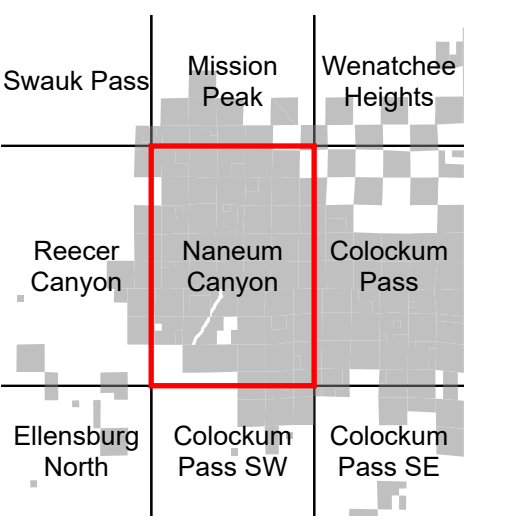 Swauk Pass
Mission
Peak
Wenatchee
Heights
Reecer
Canyon
Naneum
Canyon
Colockum
Pass
Ellensburg
North
Colockum
Pass SW
Colockum
Pass SE